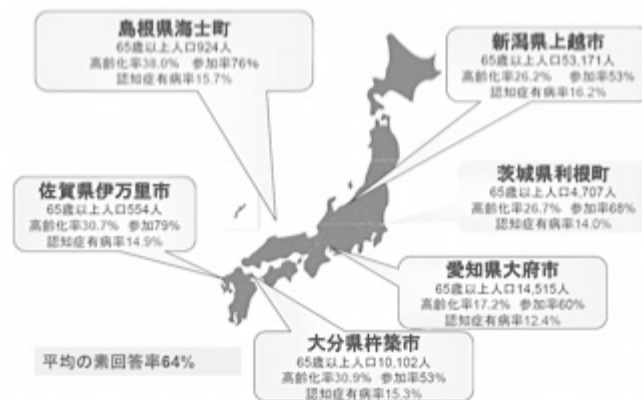 島根県海士町
65歳以上人口924人
高齢化率38.0% 参加率76%
認知症有病率15.7%
新潟県上越市
65歳以上人口53,171人
高齢化率26.2% 参加率53%
認知症有病率16.2%
佐賀県伊万里市
65歳以上人口554人
高齢化率30.7% 参加79%
認知症有病率14.9%
茨城県利根町
65歳以上人口4,707人
高齢化率26.7% 参加率68%
認知症有病率14.0%
愛知県大府市
65歳以上人口14,515人
高齢化率17.2% 参加率60%
認知症有病率12.4%
大分県杵築市
65歳以上人口10,102人
高齢化率30.9% 参加率53%
認知症有病率15.3%
平均の素回答率64%